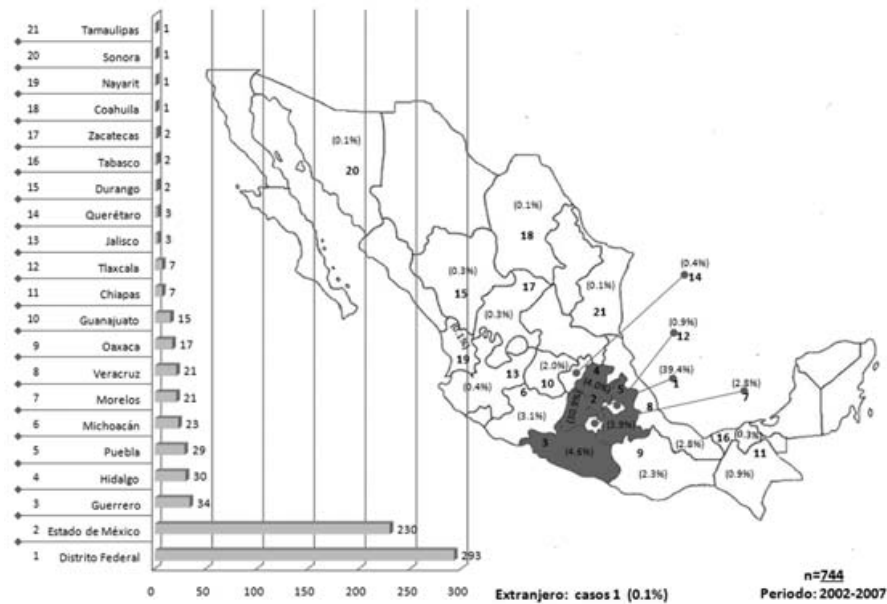 21 Tamaulipas 1
20 Sonora 1
19 Nayarit 1
18 Coahuila 1
17 Zacatecas 2
16 Tabasco 2
15 Durango 2
14 Querétaro 3
13 Jalisco 3
12 Tlaxcala 7
11 Chiapas 7
10 Guanajuato 15
9 Oaxaca 17
8 Veracruz 21
7 Morelos 21
6 Michoacán 23
5 Puebla 29
4 Hidalgo 30
3 Guerrero 34
2 Estado de México 230
1 Distrito Federal 293
0 50 100 150 200 250 300
(0.1%)
20
(0.1%)
18
(0.4%)
14
(0.3%)
15
17
(0.1%)
21
(0.3%)
(0.9%)
12
(0.1%)
19
13
(2.0%)
10
4
(4.0%)
5
(39.4%)
1
(2.8%)
7
(0.4%)
6
2
8
(3.1%)
(3.9%)
3
(4.6%)
9
(2.3%)
(2.8%)
16
(0.3%)
11
(0.9%)
Extranjero: casos 1 (0.1%)
n=744
Periodo: 2002-2007